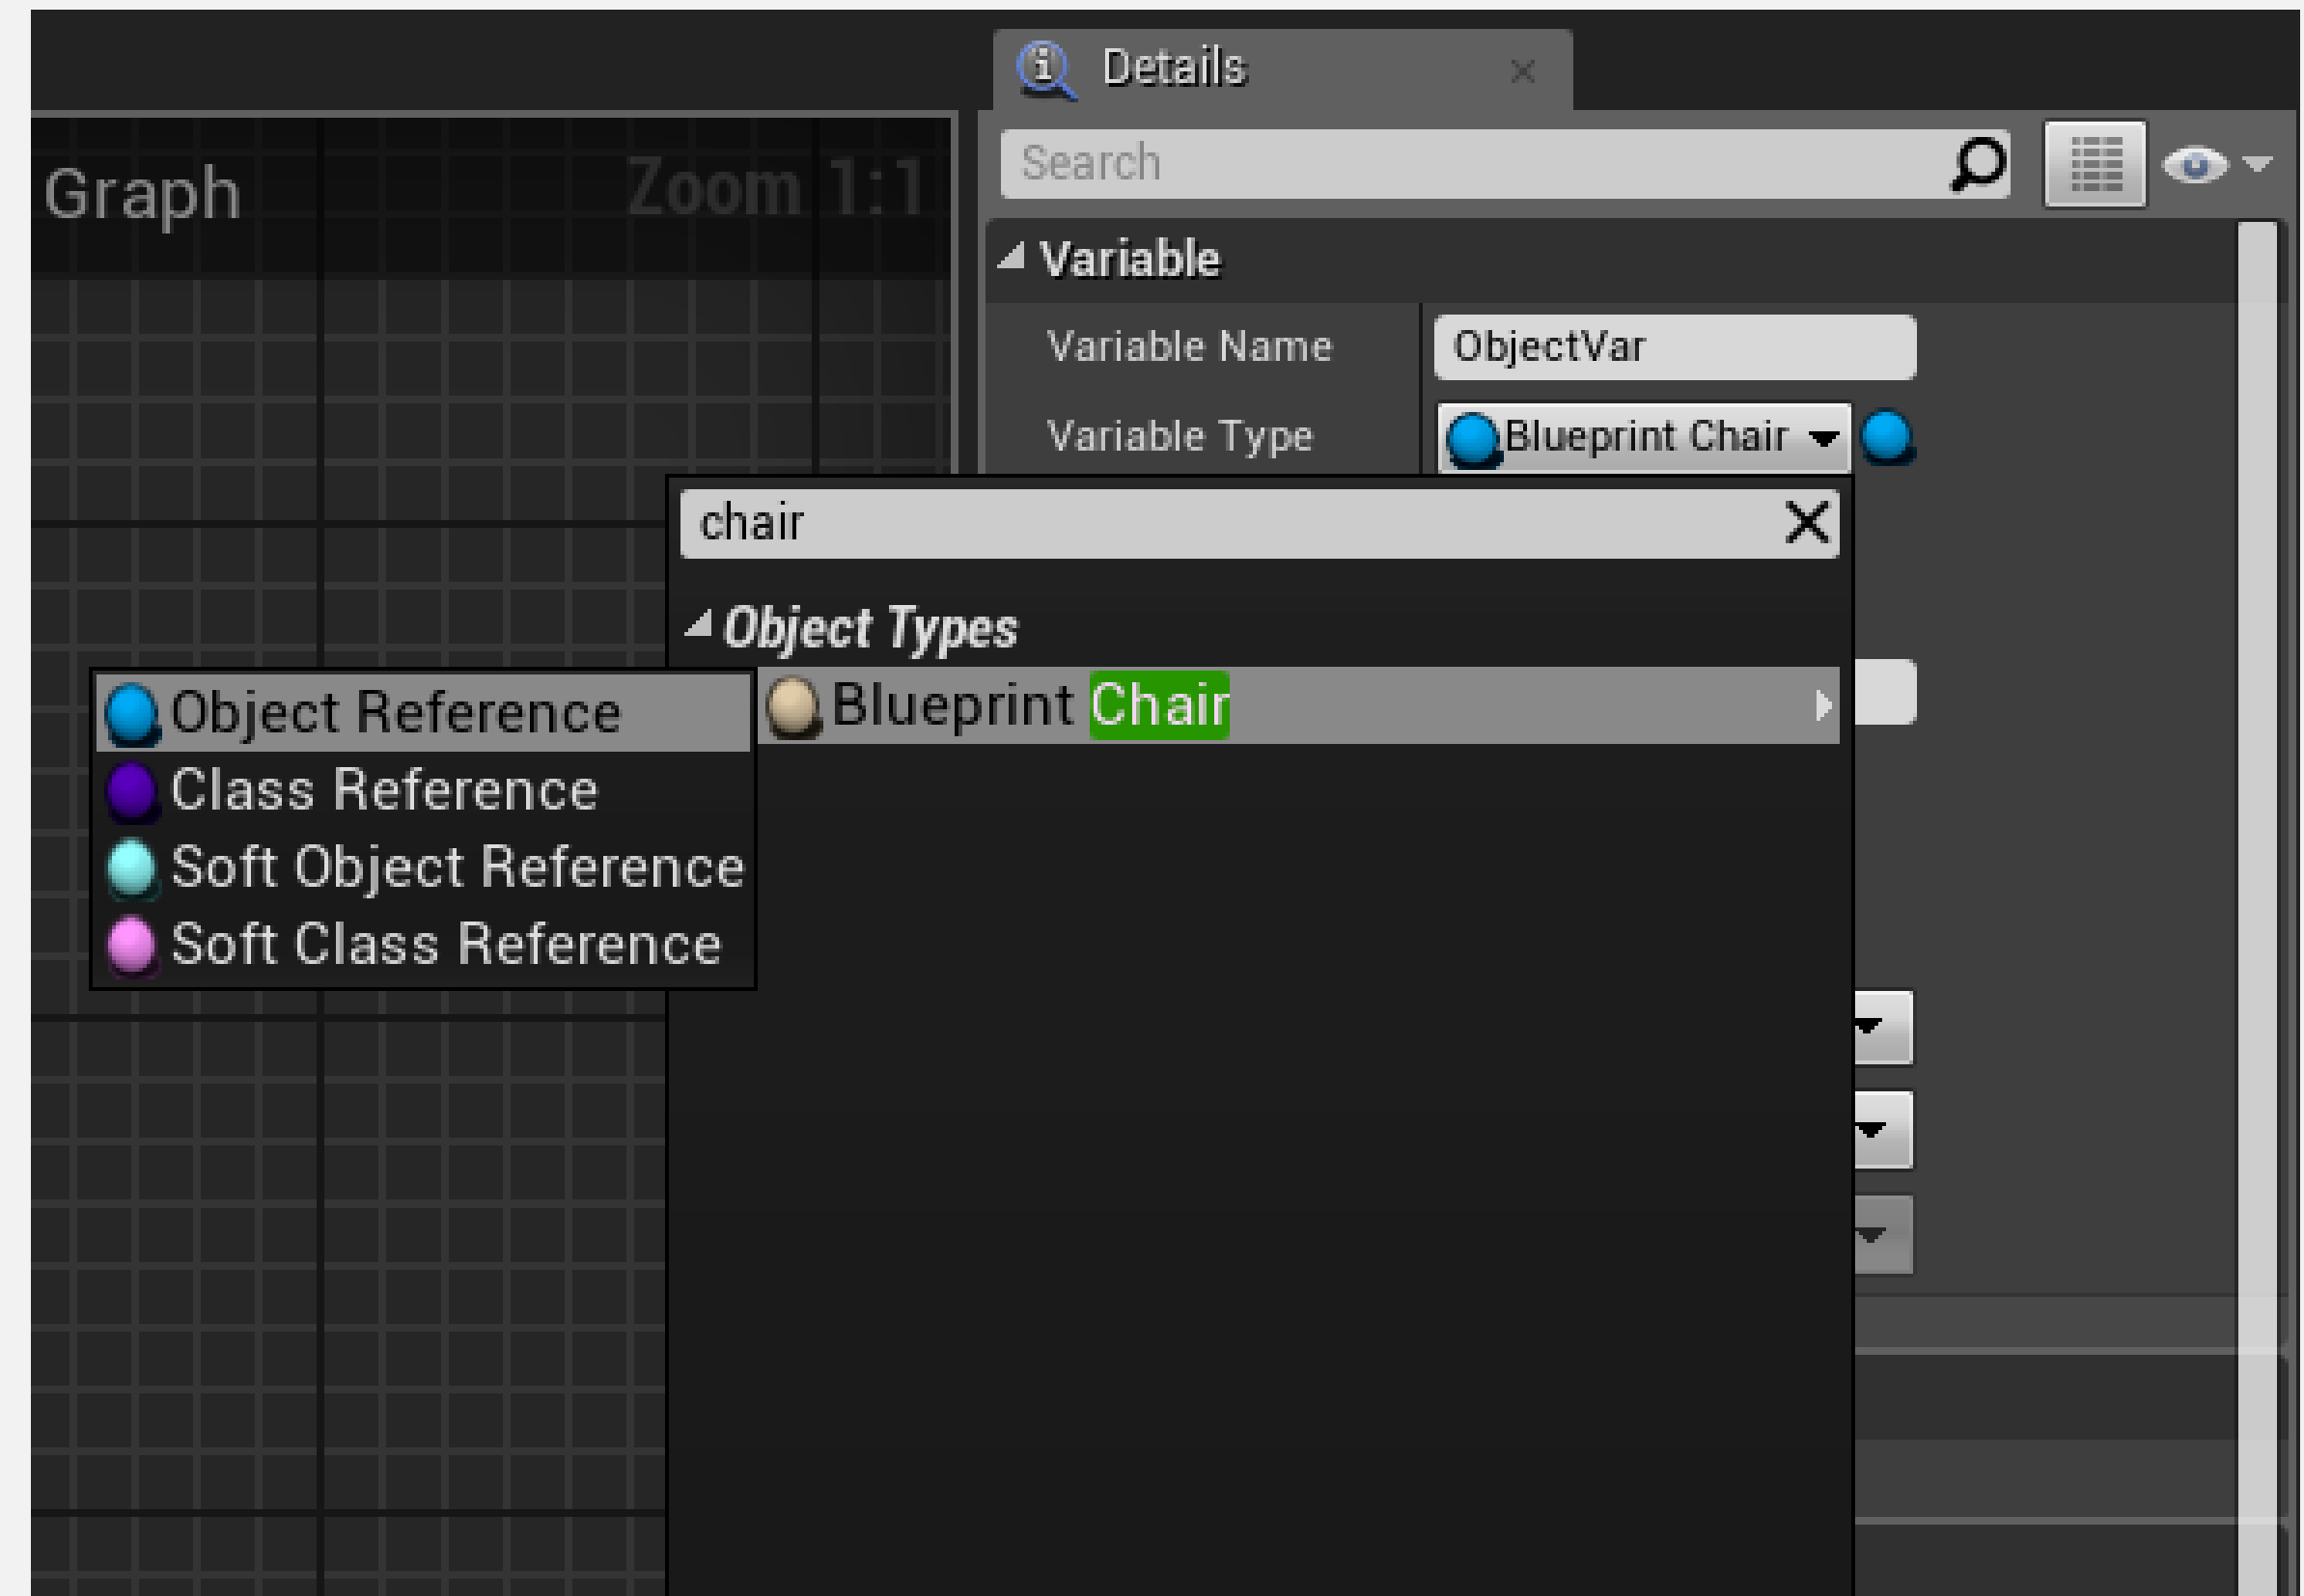 Details
Graph
Zoom 1:1
Search
Variable
Variable Name
ObjectVar
Variable Type
Blueprint Chair
chair
Object Types
Blueprint Chair
Object Reference
Class Reference
Soft Object Reference
Soft Class Reference